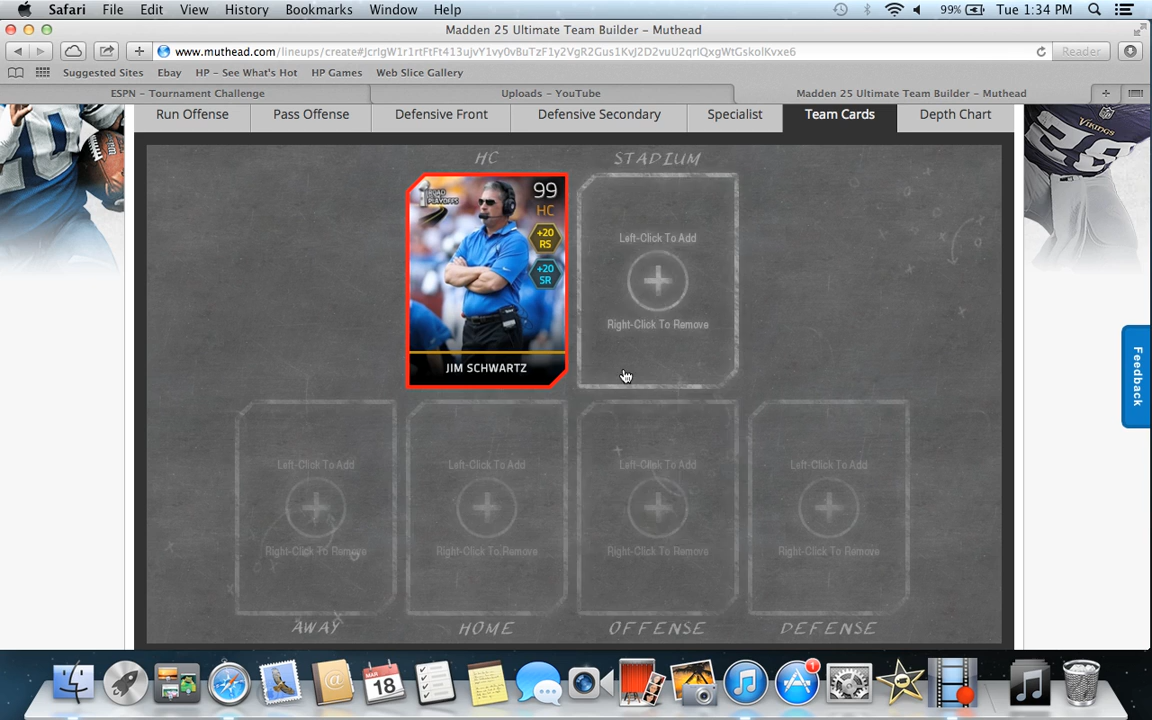 Safari File Edit View History Bookmarks Window Help 99% Tue 1:34 PM
Madden 25 Ultimate Team Builder – Muthead
www.muthead.com/lineups/create#jcrIgW1r1rtFtFt413ujvY1vy0v8uTzF1y2VgR2Gus1KvJ2D2vuU2qrIQxgWtGskolKvxe6 Reader
Suggested Sites Ebay HP – See What's Hot HP Games Web Slice Gallery
ESPN – Tournament Challenge Uploads – YouTube Madden 25 Ultimate Team Builder – Muthead
Run Offense Pass Offense Defensive Front Defensive Secondary Specialist Team Cards Depth Chart
VIKINGS
28
HC STADIUM
ROAD
PLAYOFFS
99
HC
+20
RS
+20
SR
JIM SCHWARTZ
Left-Click To Add
Right-Click To Remove
Feedback
Left-Click To Add Left-Click To Add Left-Click To Add Left-Click To Add
Right-Click To Remove Right-Click To Remove Right-Click To Remove Right-Click To Remove
AWAY HOME OFFENSE DEFENSE
MAR
18
1